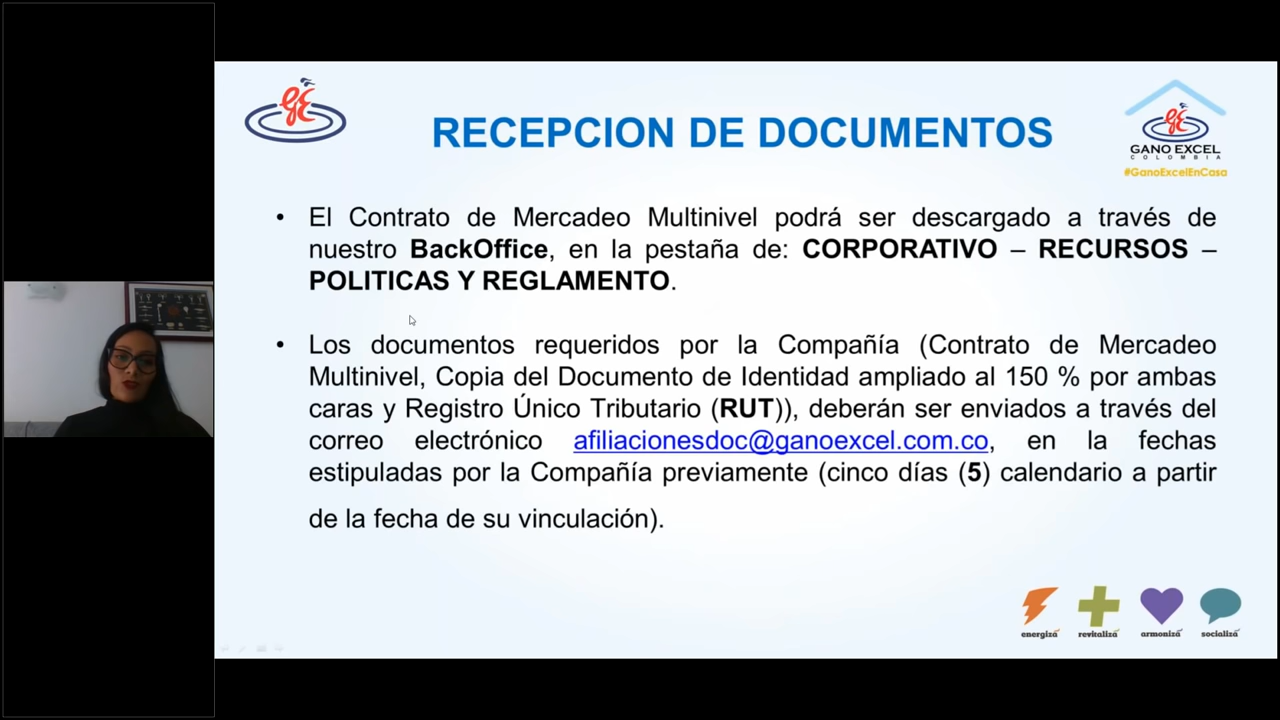 RECEPCION DE DOCUMENTOS
GANO EXCEL
COLOMBIA
#GanoExcelEnCasa
• El Contrato de Mercadeo Multinivel podrá ser descargado a través de
nuestro BackOffice, en la pestaña de: CORPORATIVO – RECURSOS –
POLITICAS Y REGLAMENTO.
• Los documentos requeridos por la Compañía (Contrato de Mercadeo
Multinivel, Copia del Documento de Identidad ampliado al 150 % por ambas
caras y Registro Único Tributario (RUT)), deberán ser enviados a través del
correo electrónico afiliacionesdoc@ganoexcel.com.co, en la fechas
estipuladas por la Compañía previamente (cinco días (5) calendario a partir
de la fecha de su vinculación).
energizá revitalizá armonizá socializá